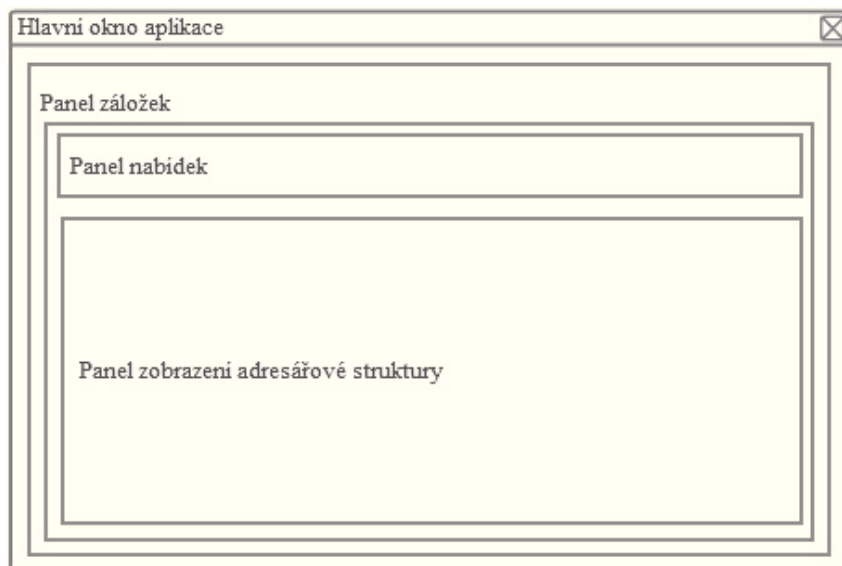 Hlavní okno aplikace
Panel záložek
Panel nabídek
Panel zobrazení adresářové struktury